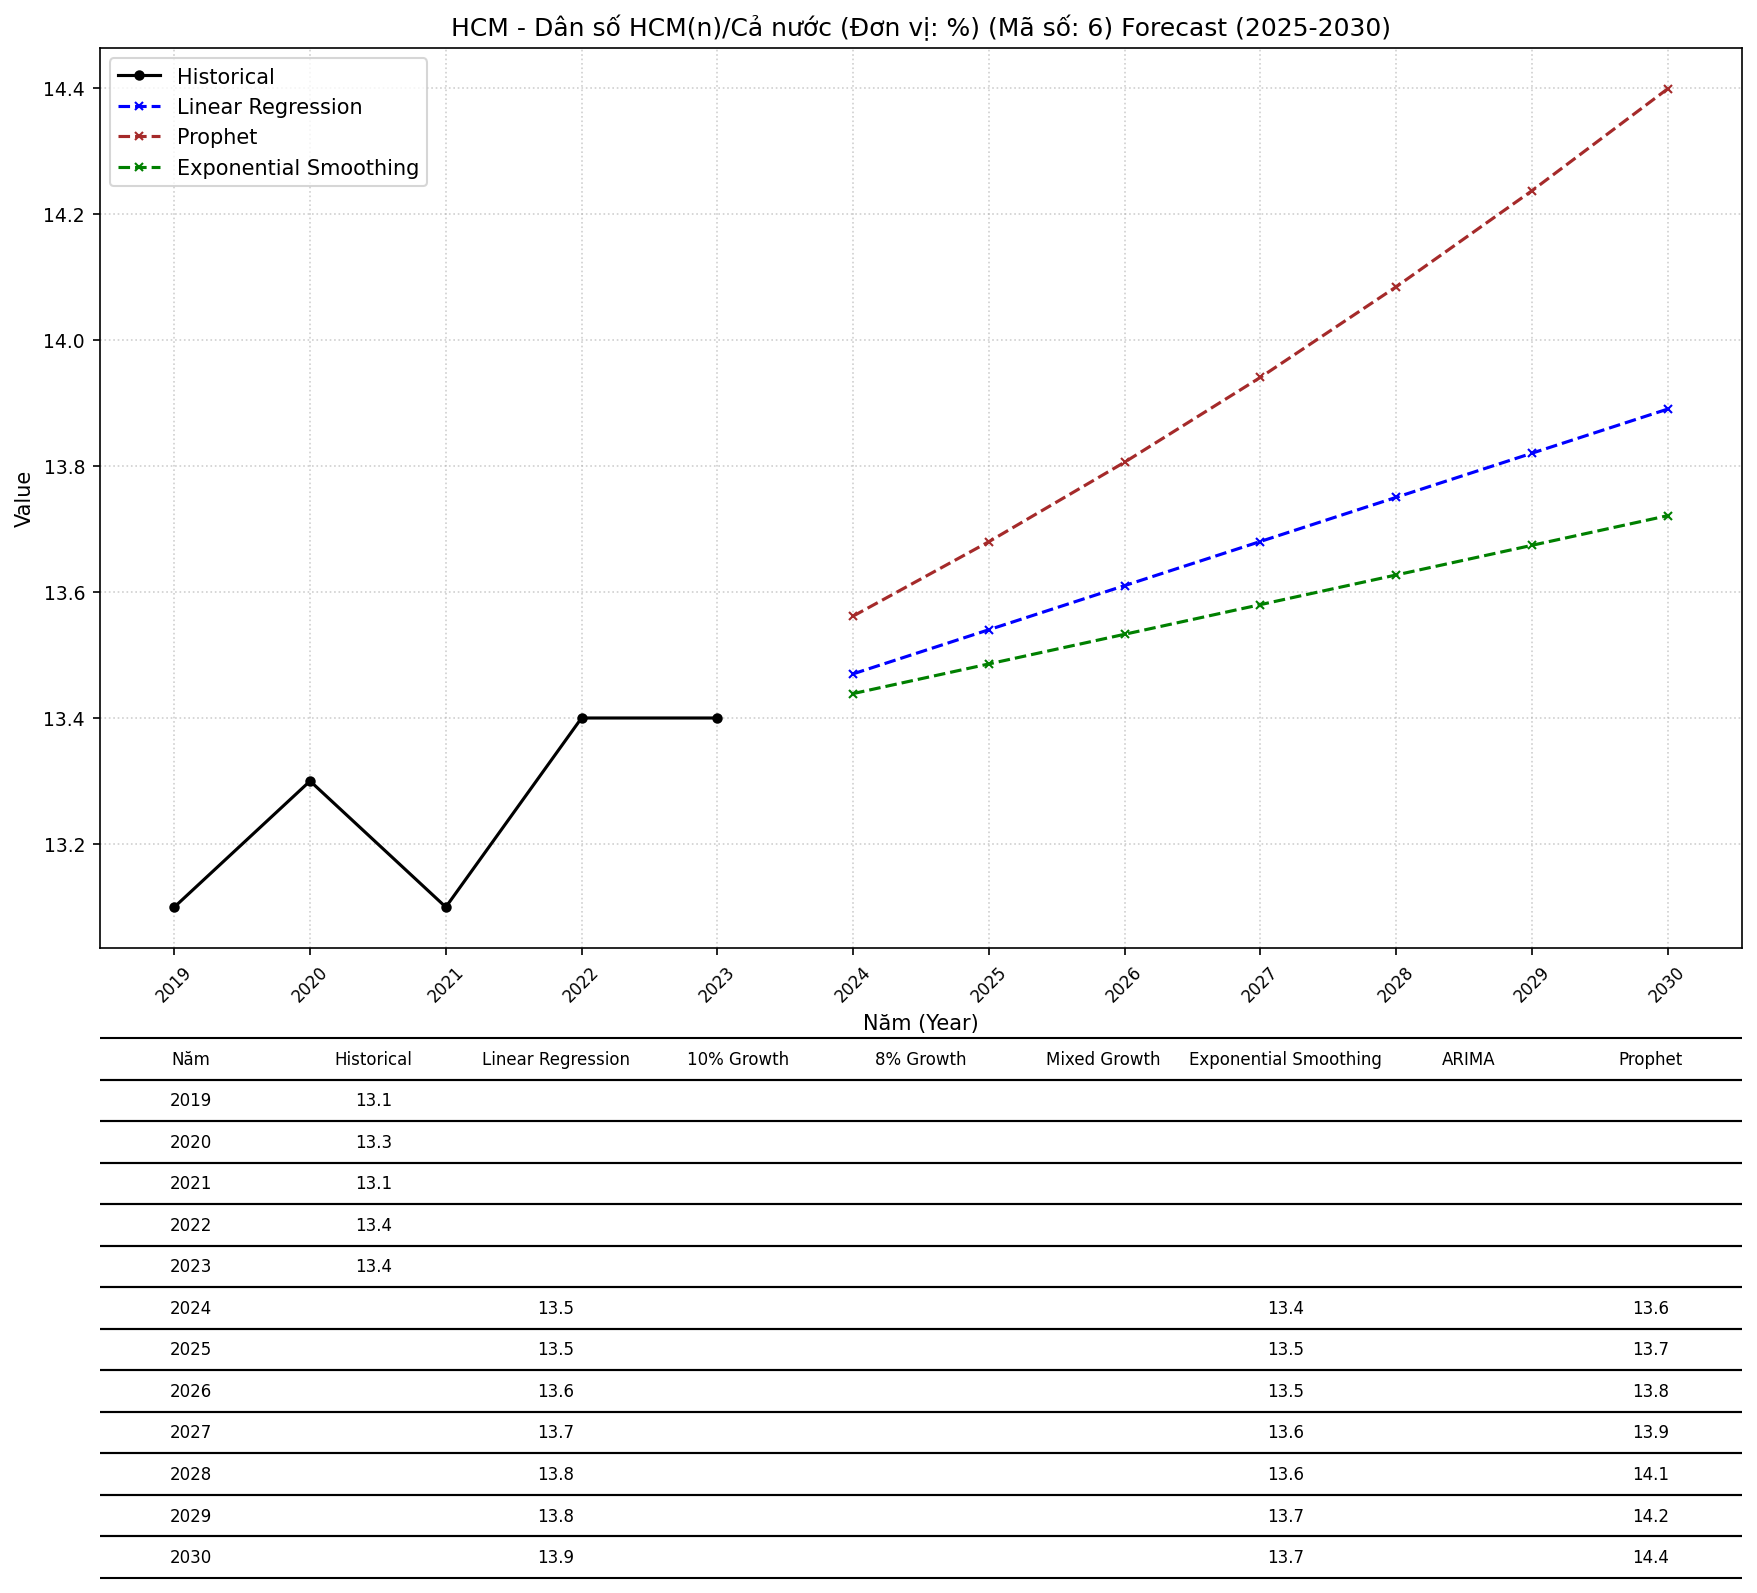 HCM - Dân số HCM(n)/Cả nước (Đơn vị: %) (Mã số: 6) Forecast (2025-2030)
Historical
Linear Regression
Prophet
Exponential Smoothing
Value
14.4
14.2
14.0
13.8
13.6
13.4
13.2
2019 2020 2021 2022 2023 2024 2025 2026 2027 2028 2029 2030
Năm (Year)
Năm Historical Linear Regression 10% Growth 8% Growth Mixed Growth Exponential Smoothing ARIMA Prophet
2019 13.1
2020 13.3
2021 13.1
2022 13.4
2023 13.4
2024 13.5 13.4 13.6
2025 13.5 13.5 13.7
2026 13.6 13.5 13.8
2027 13.7 13.6 13.9
2028 13.8 13.6 14.1
2029 13.8 13.7 14.2
2030 13.9 13.7 14.4